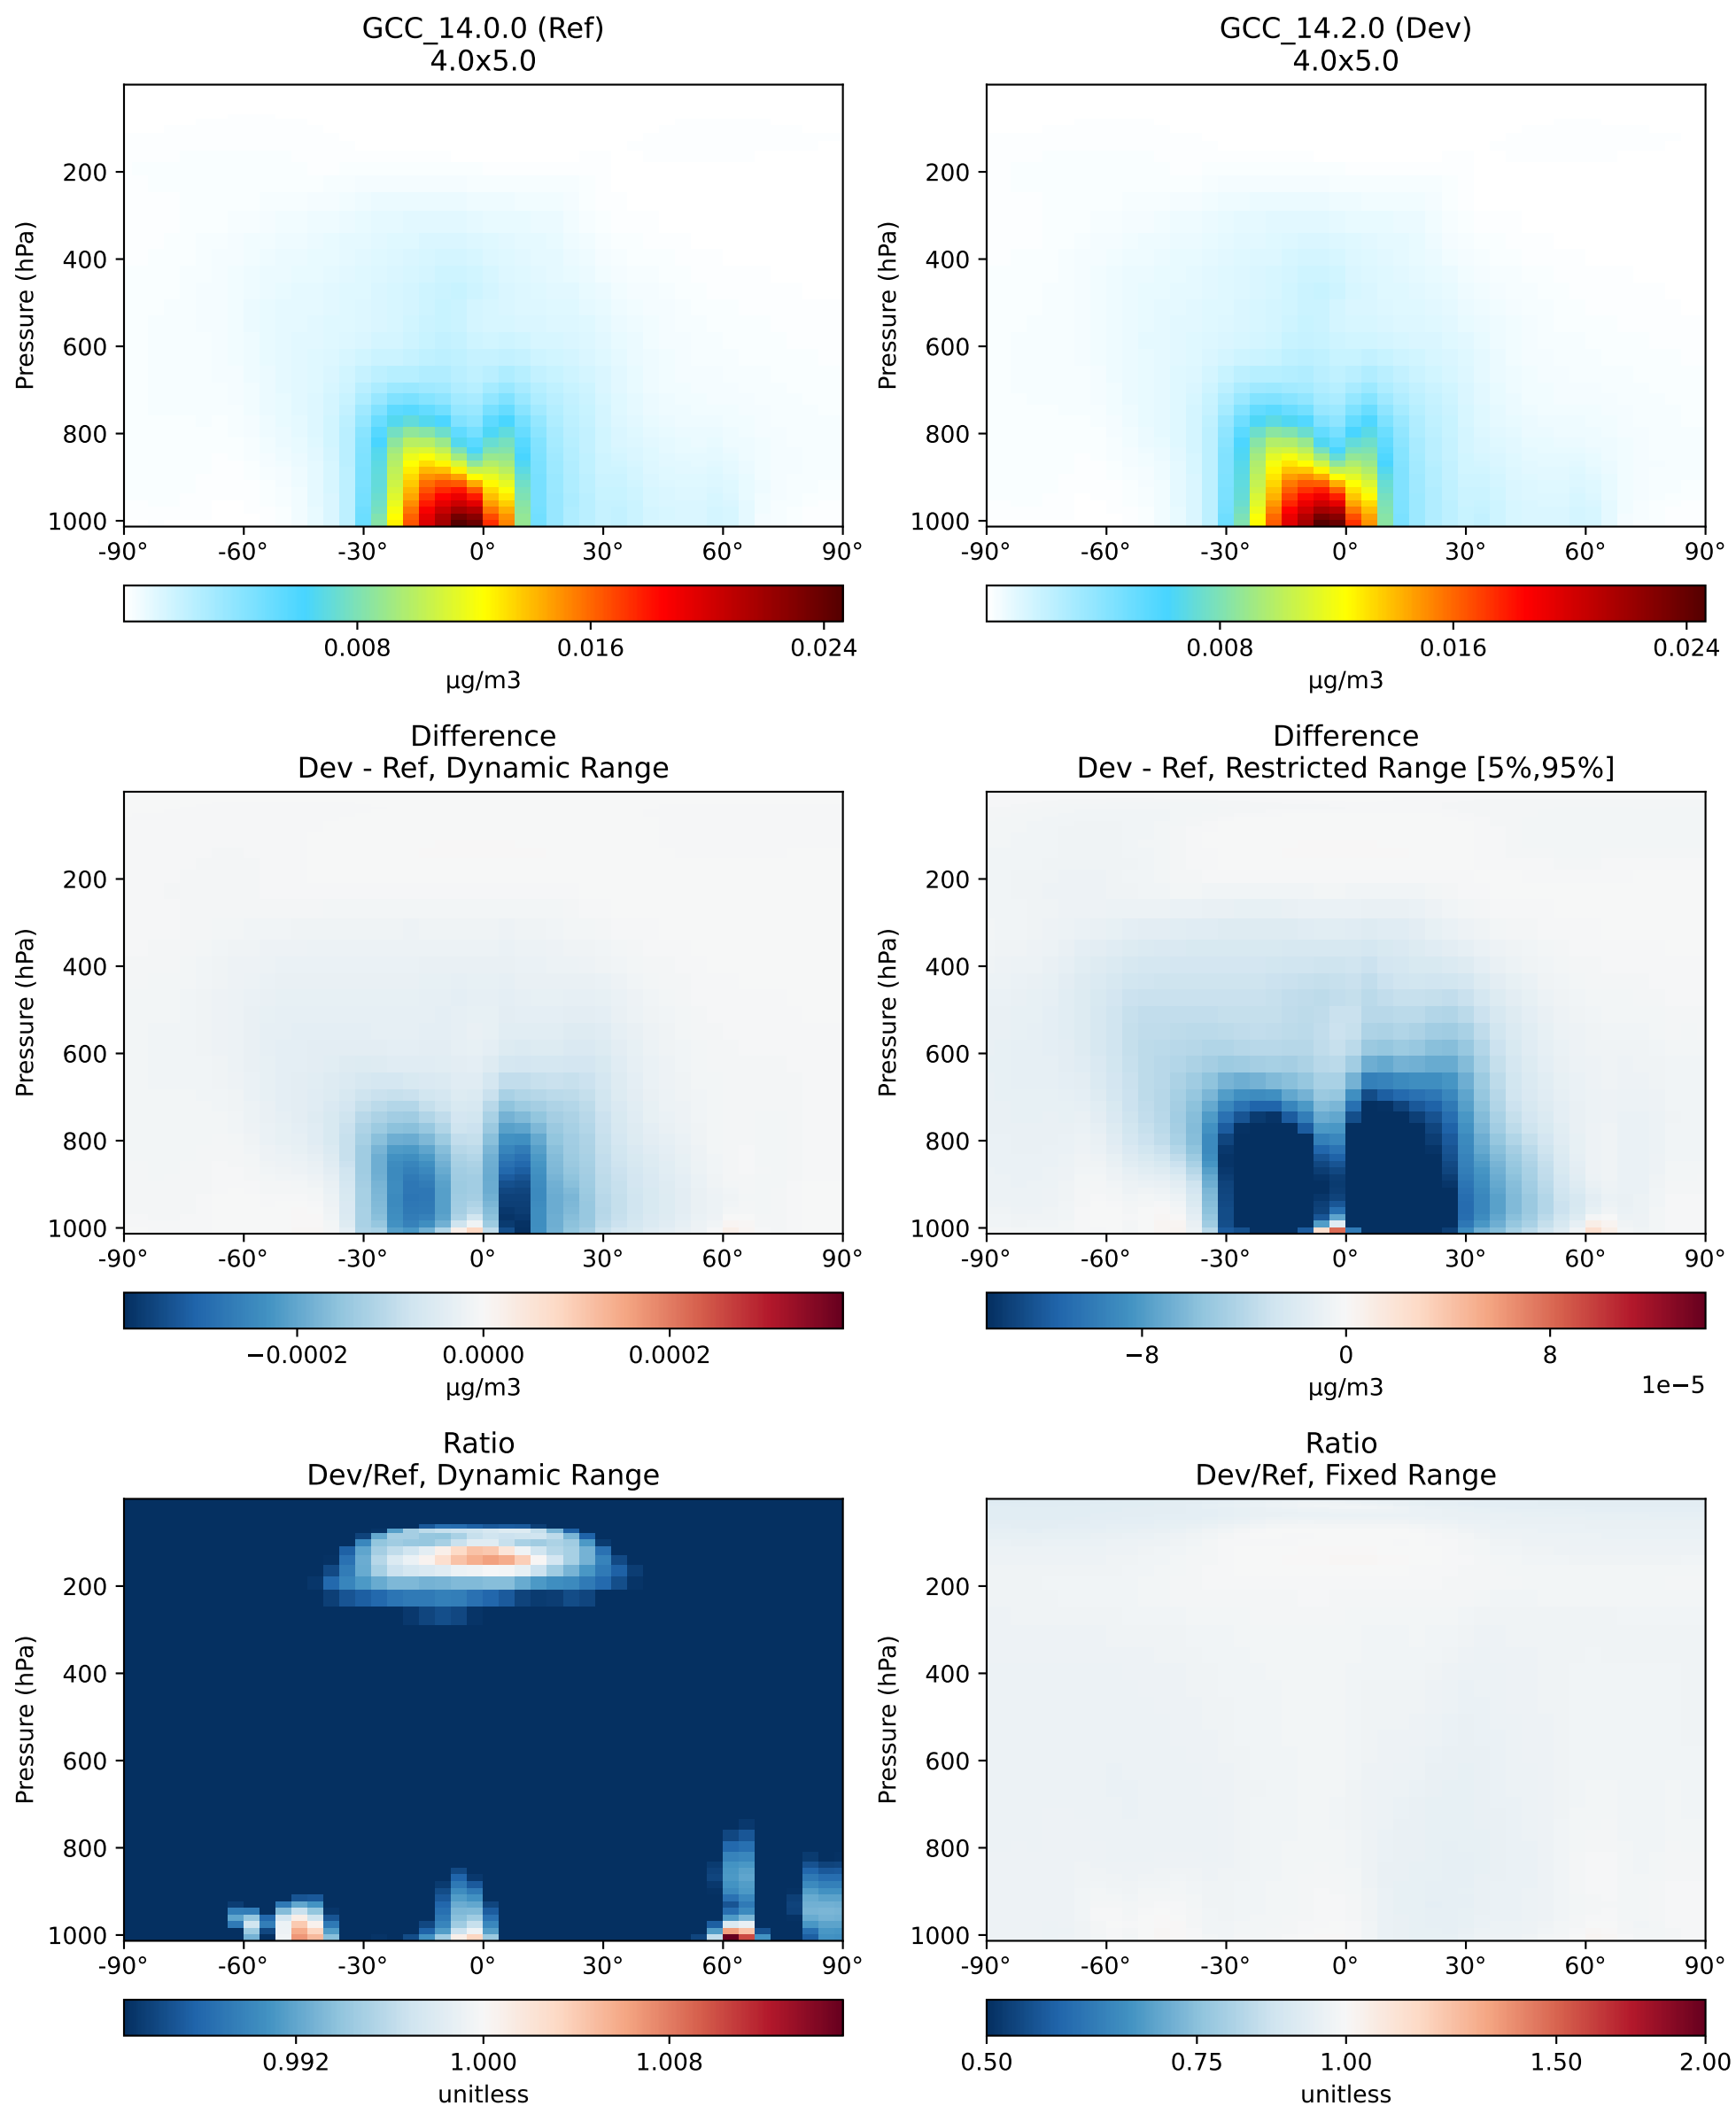 GCC_14.0.0 (Ref)
4.0x5.0
Pressure (hPa)
200
400
600
800
1000
-90° -60° -30° 0° 30° 60° 90°
0.008 0.016 0.024
µg/m3
GCC_14.2.0 (Dev)
4.0x5.0
Pressure (hPa)
200
400
600
800
1000
-90° -60° -30° 0° 30° 60° 90°
0.008 0.016 0.024
µg/m3
Difference
Dev - Ref, Dynamic Range
Pressure (hPa)
200
400
600
800
1000
-90° -60° -30° 0° 30° 60° 90°
−0.0002 0.0000 0.0002
µg/m3
Difference
Dev - Ref, Restricted Range [5%,95%]
Pressure (hPa)
200
400
600
800
1000
-90° -60° -30° 0° 30° 60° 90°
−8 0 8
1e−5
µg/m3
Ratio
Dev/Ref, Dynamic Range
Pressure (hPa)
200
400
600
800
1000
-90° -60° -30° 0° 30° 60° 90°
0.992 1.000 1.008
unitless
Ratio
Dev/Ref, Fixed Range
Pressure (hPa)
200
400
600
800
1000
-90° -60° -30° 0° 30° 60° 90°
0.50 0.75 1.00 1.50 2.00
unitless